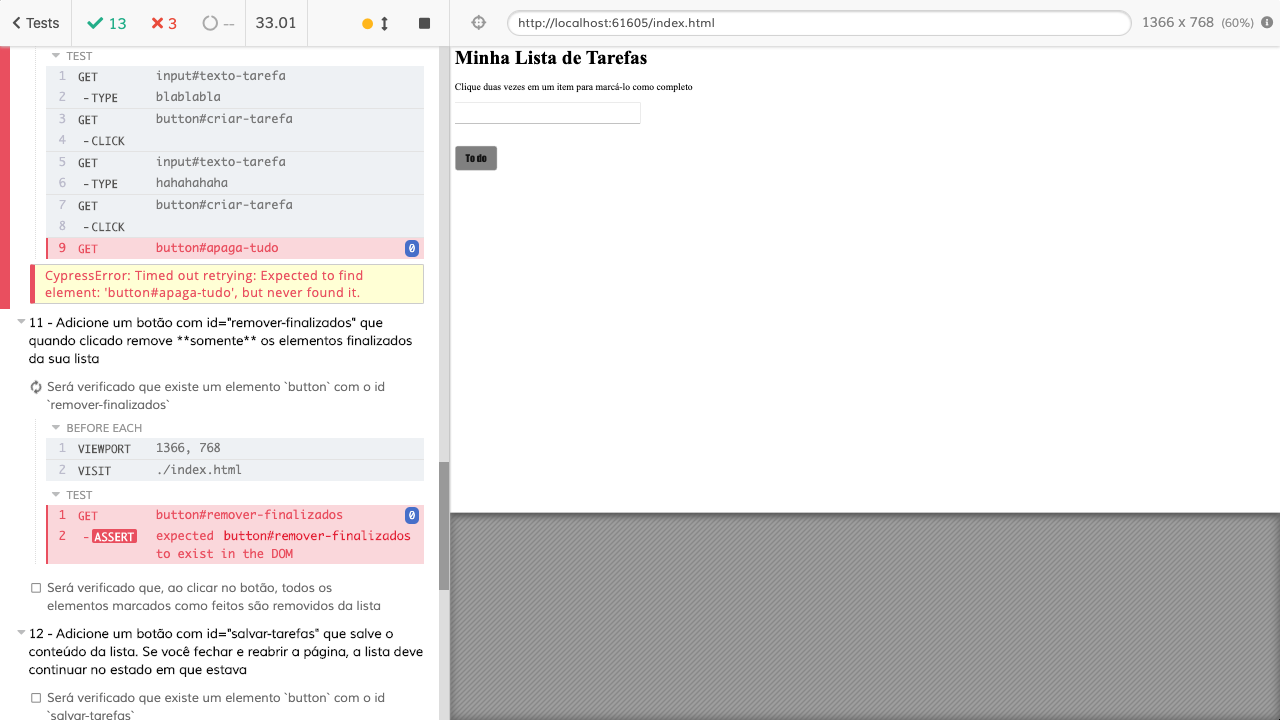 Tests 13 3 -- 33.01 http://localhost:61605/index.html 1366 x 768 (60%)
TEST
1 GET input#texto-tarefa
2 -TYPE blablabla
3 GET button#criar-tarefa
4 -CLICK
5 GET input#texto-tarefa
6 -TYPE hahahahaha
7 GET button#criar-tarefa
8 -CLICK
9 GET button#apaga-tudo 0
CypressError: Timed out retrying: Expected to find
element: 'button#apaga-tudo', but never found it.
11 - Adicione um botão com id="remover-finalizados" que
quando clicado remove **somente** os elementos finalizados
da sua lista
Será verificado que existe um elemento `button` com o id
`remover-finalizados`
BEFORE EACH
1 VIEWPORT 1366, 768
2 VISIT ./index.html
TEST
1 GET button#remover-finalizados 0
2 -ASSERT expected button#remover-finalizados
to exist in the DOM
Será verificado que, ao clicar no botão, todos os
elementos marcados como feitos são removidos da lista
12 - Adicione um botão com id="salvar-tarefas" que salve o
conteúdo da lista. Se você fechar e reabrir a página, a lista deve
continuar no estado em que estava
Será verificado que existe um elemento `button` com o id
`salvar-tarefas`
Minha Lista de Tarefas
Clique duas vezes em um item para marcá-lo como completo
To do